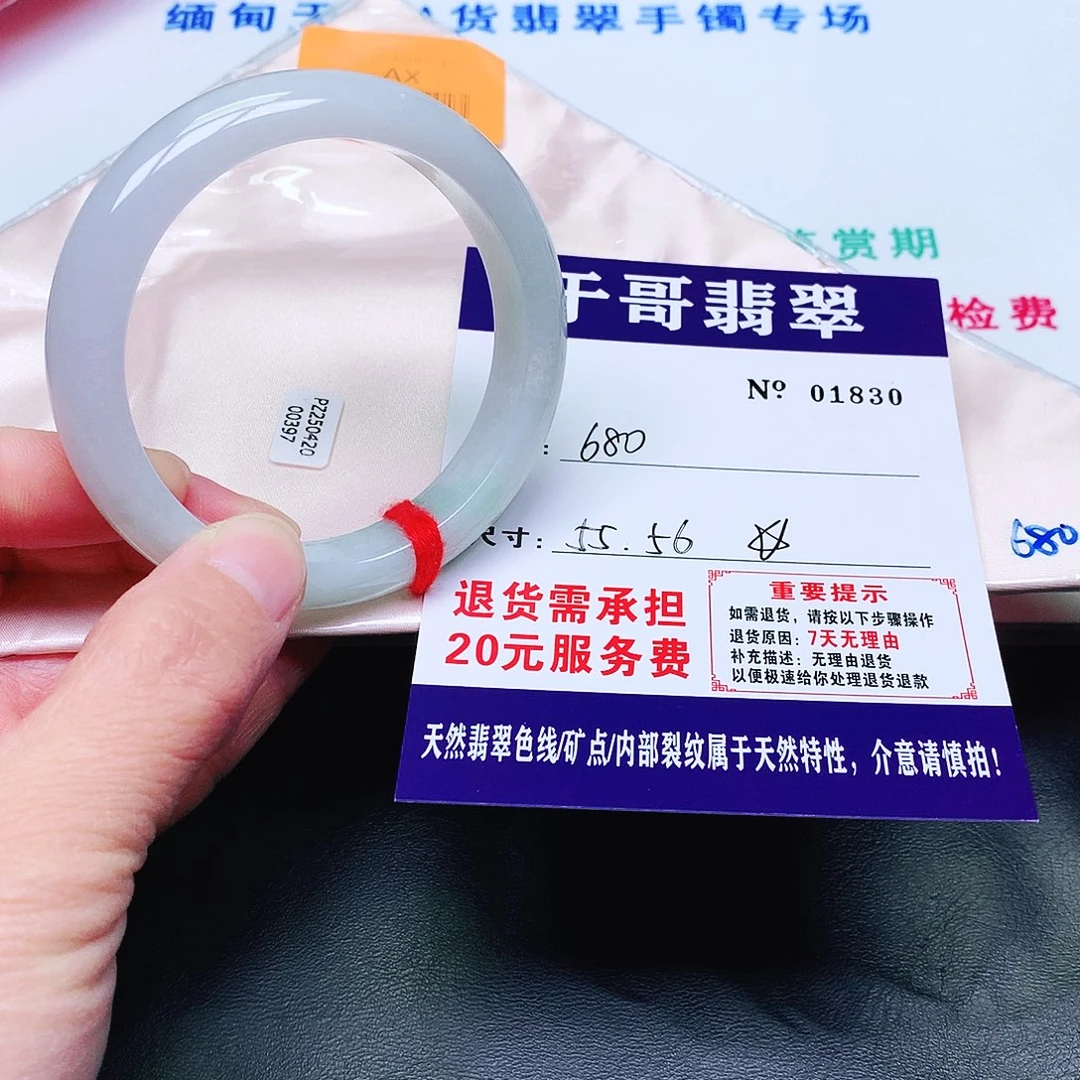 缅甸天 A货翡翠手镯专场
AX
鉴赏期
检费
于哥翡翠
Nº 01830
: 680
PZ250420
00397
尺寸: 55.56 ☆
680
退货需承担
20元服务费
重要提示
如需退货，请按以下步骤操作
退货原因: 7天无理由
补充描述: 无理由退货
以便极速给你处理退货退款
天然翡翠色线/矿点/内部裂纹属于天然特性，介意请慎拍!